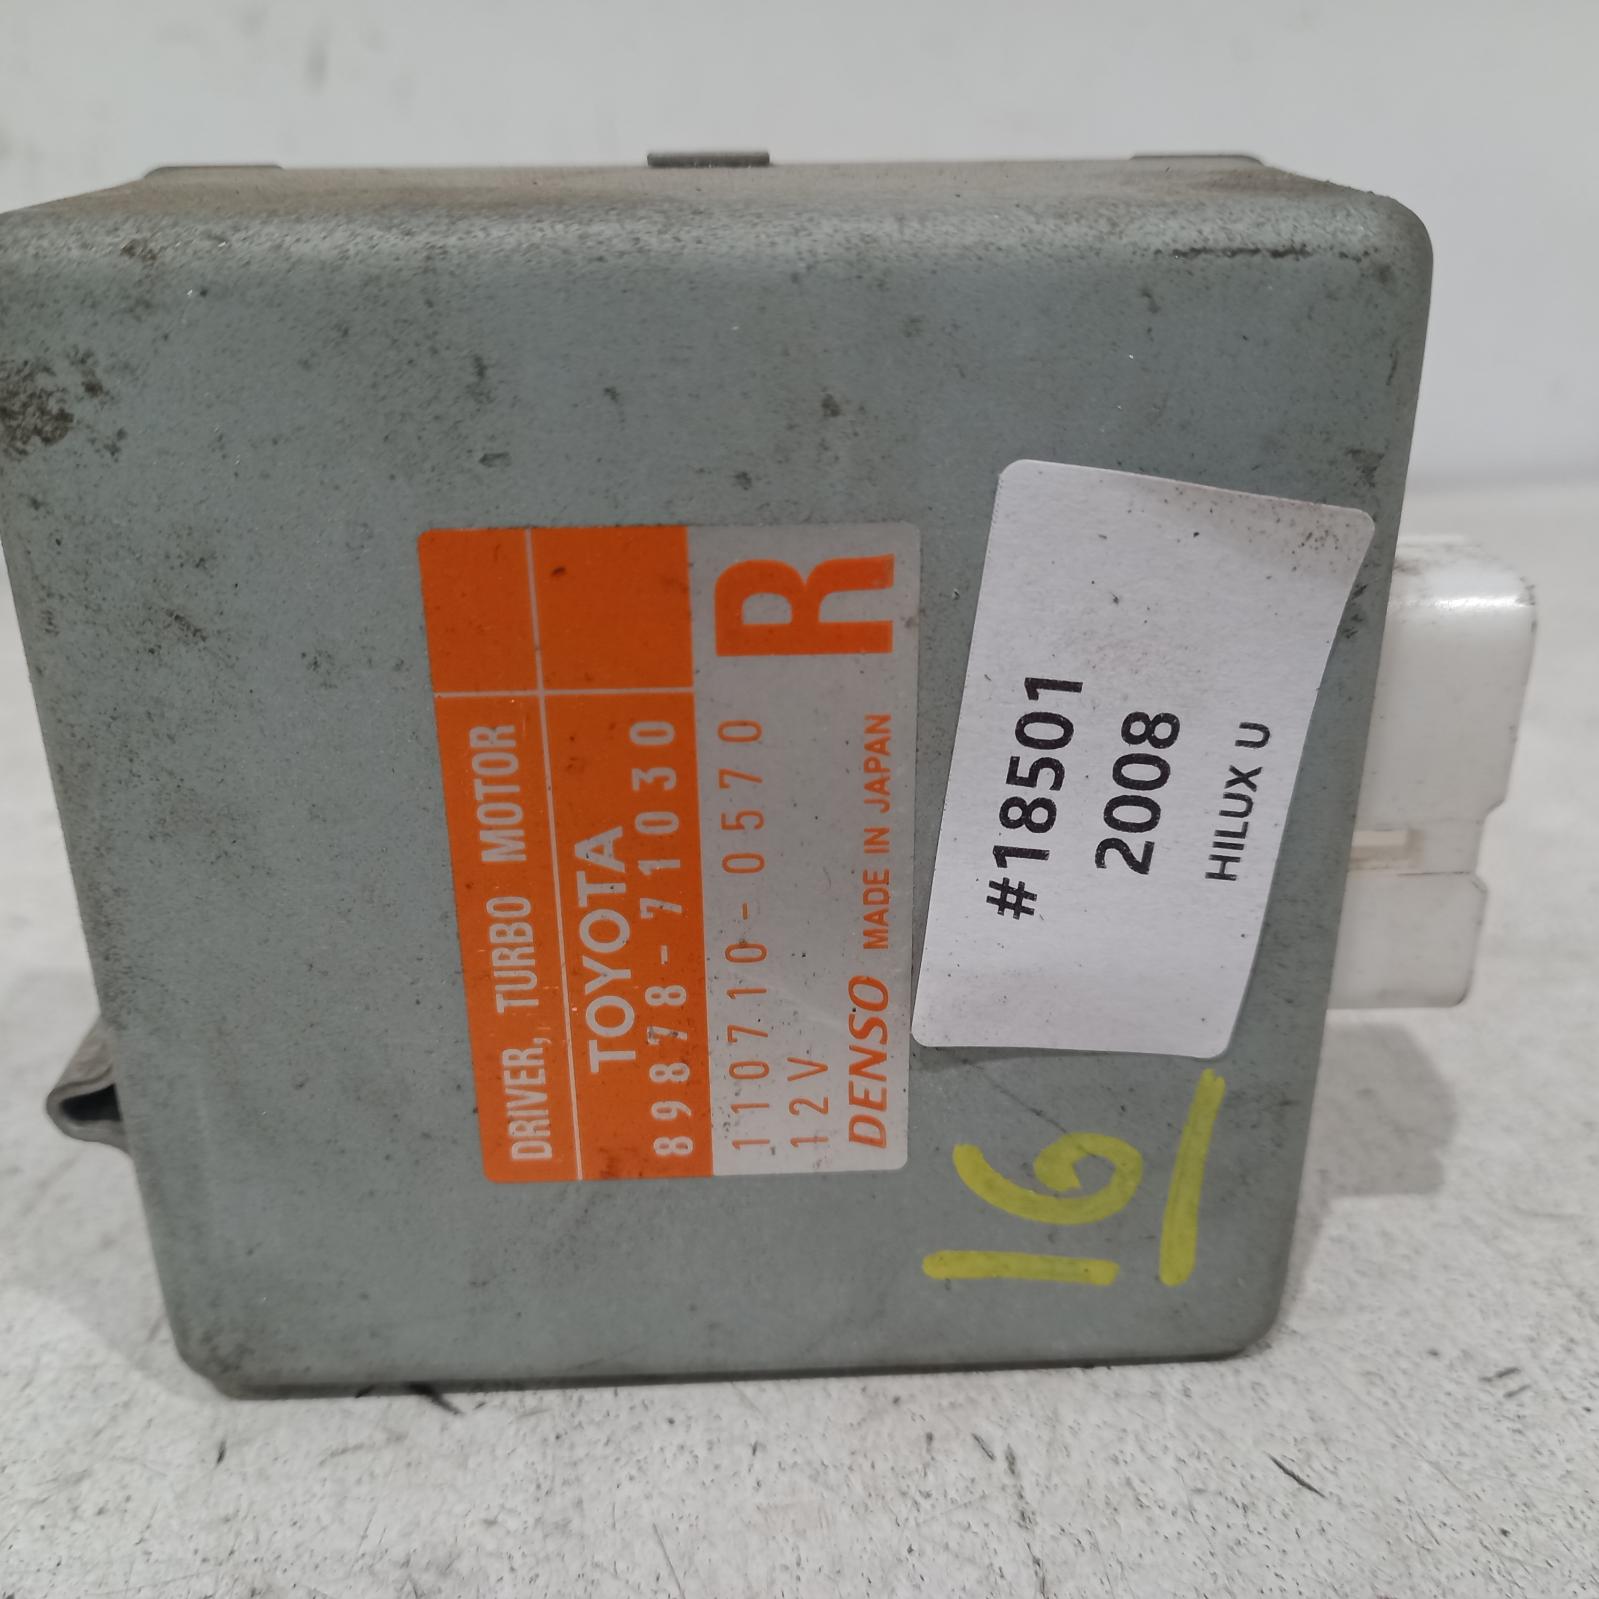 DRIVER, TURBO MOTOR
TOYOTA
89878-71030
110710-0570
12V
DENSO MADE IN JAPAN
R
#18501
2008
HILUX U
16